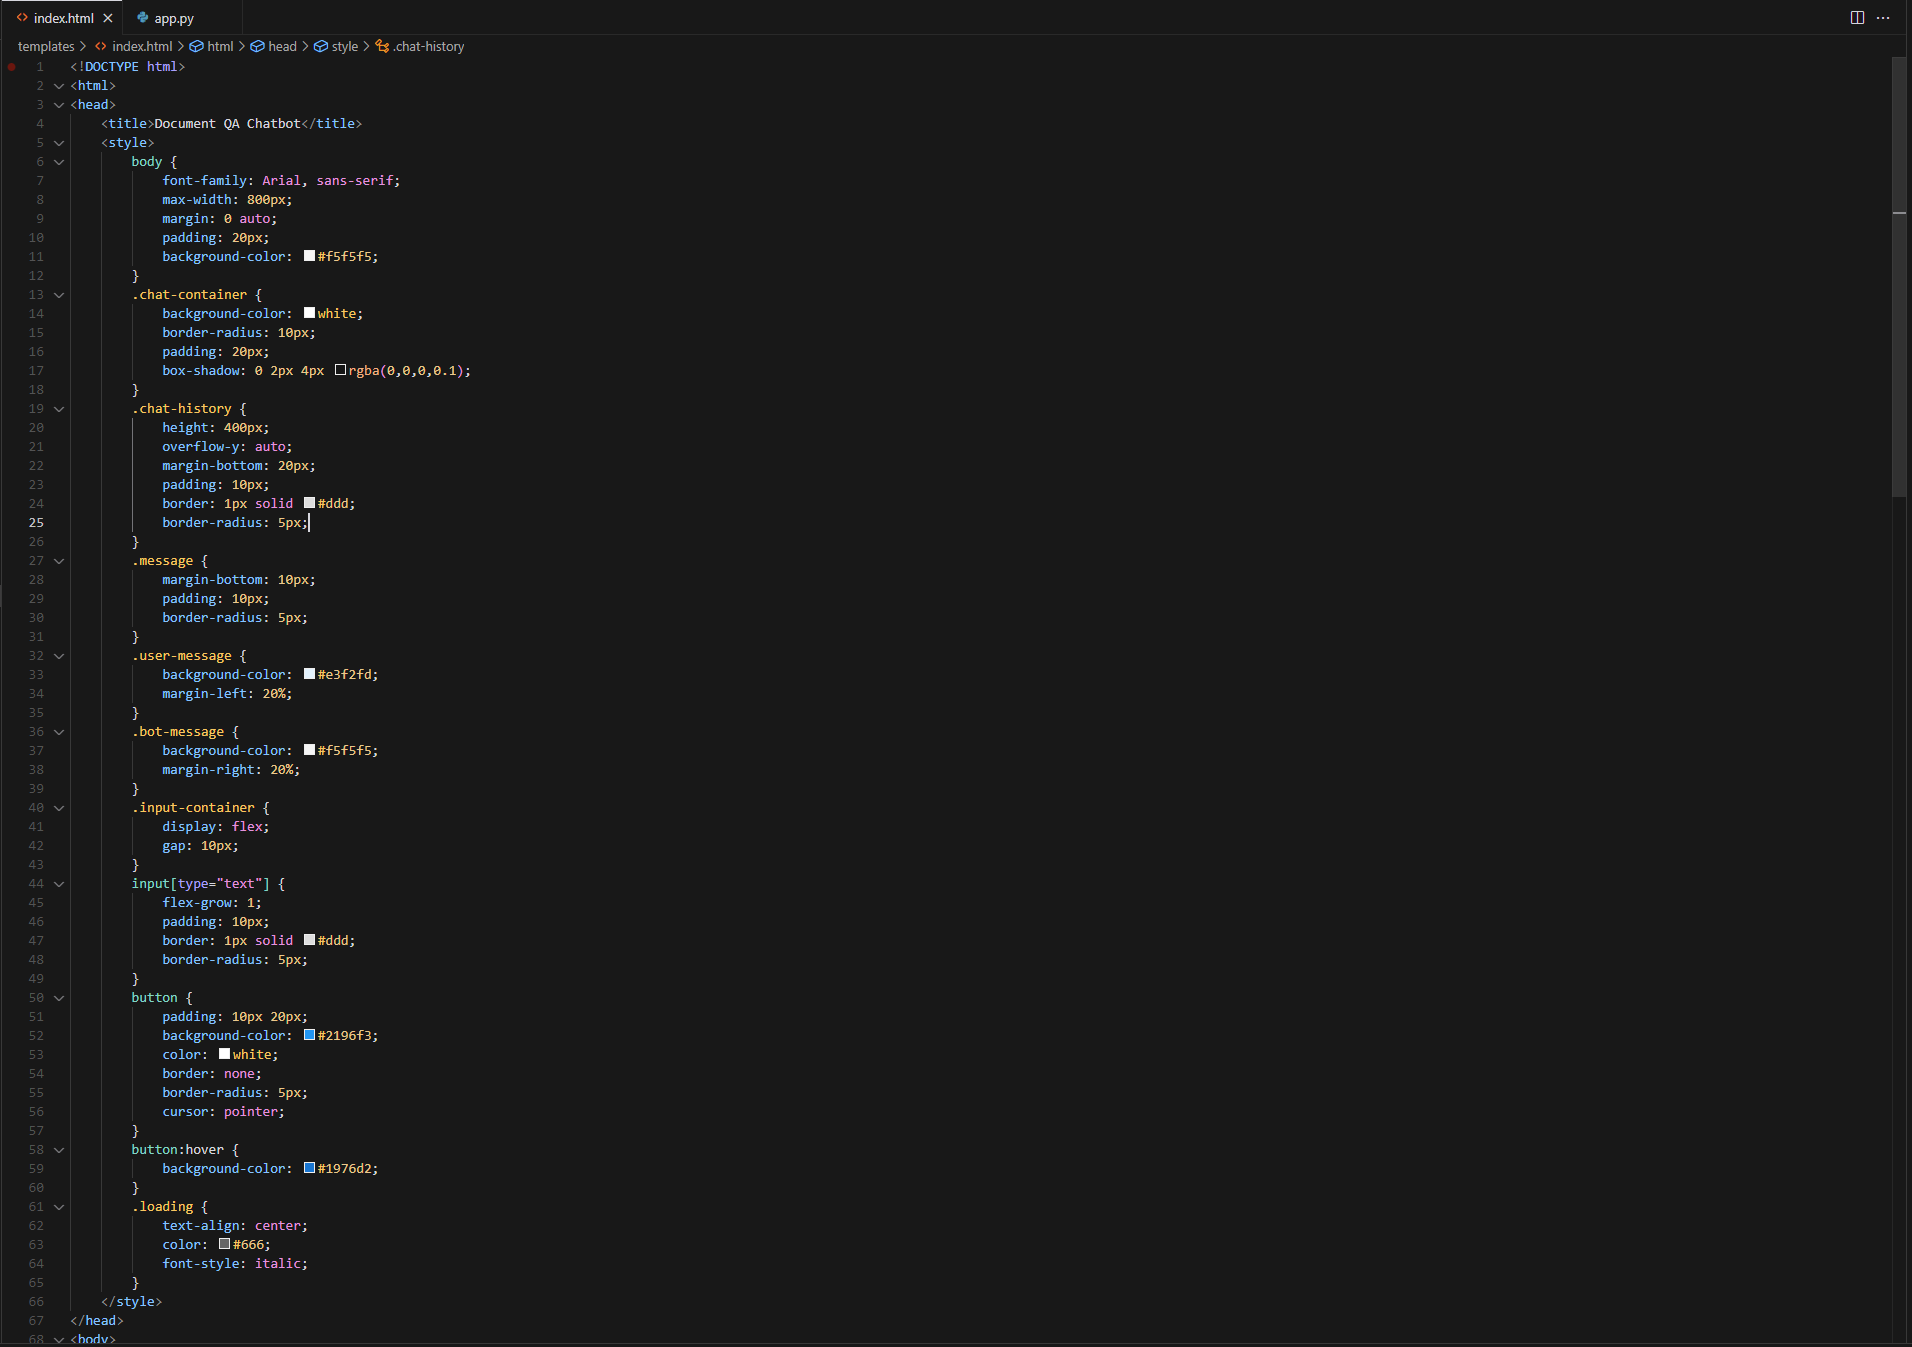 index.html
app.py
templates > index.html > html > head > style > .chat-history
1 <!DOCTYPE html>
2 <html>
3 <head>
4     <title>Document QA Chatbot</title>
5     <style>
6         body {
7             font-family: Arial, sans-serif;
8             max-width: 800px;
9             margin: 0 auto;
10             padding: 20px;
11             background-color: #f5f5f5;
12         }
13         .chat-container {
14             background-color: white;
15             border-radius: 10px;
16             padding: 20px;
17             box-shadow: 0 2px 4px rgba(0,0,0,0.1);
18         }
19         .chat-history {
20             height: 400px;
21             overflow-y: auto;
22             margin-bottom: 20px;
23             padding: 10px;
24             border: 1px solid #ddd;
25             border-radius: 5px;
26         }
27         .message {
28             margin-bottom: 10px;
29             padding: 10px;
30             border-radius: 5px;
31         }
32         .user-message {
33             background-color: #e3f2fd;
34             margin-left: 20%;
35         }
36         .bot-message {
37             background-color: #f5f5f5;
38             margin-right: 20%;
39         }
40         .input-container {
41             display: flex;
42             gap: 10px;
43         }
44         input[type="text"] {
45             flex-grow: 1;
46             padding: 10px;
47             border: 1px solid #ddd;
48             border-radius: 5px;
49         }
50         button {
51             padding: 10px 20px;
52             background-color: #2196f3;
53             color: white;
54             border: none;
55             border-radius: 5px;
56             cursor: pointer;
57         }
58         button:hover {
59             background-color: #1976d2;
60         }
61         .loading {
62             text-align: center;
63             color: #666;
64             font-style: italic;
65         }
66     </style>
67 </head>
68 <body>